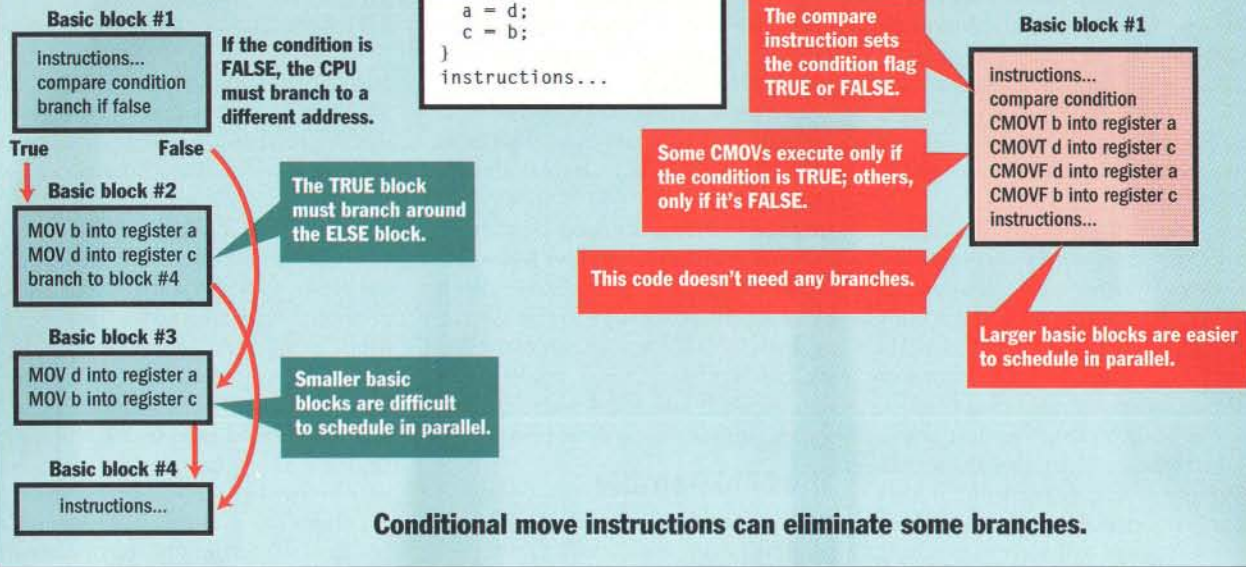 Basic block #1
instructions...
compare condition
branch if false
If the condition is
FALSE, the CPU
must branch to a
different address.
True
False
Basic block #2
MOV b into register a
MOV d into register c
branch to block #4
The TRUE block
must branch around
the ELSE block.
Basic block #3
MOV d into register a
MOV b into register c
Smaller basic
blocks are difficult
to schedule in parallel.
Basic block #4
instructions...
a = d;
c = b;
}
instructions...
The compare
instruction sets
the condition flag
TRUE or FALSE.
Some CMOVs execute only if
the condition is TRUE; others,
only if it's FALSE.
This code doesn't need any branches.
Basic block #1
instructions...
compare condition
CMOVT b into register a
CMOVT d into register c
CMOVF d into register a
CMOVF b into register c
instructions...
Larger basic blocks are easier
to schedule in parallel.
Conditional move instructions can eliminate some branches.